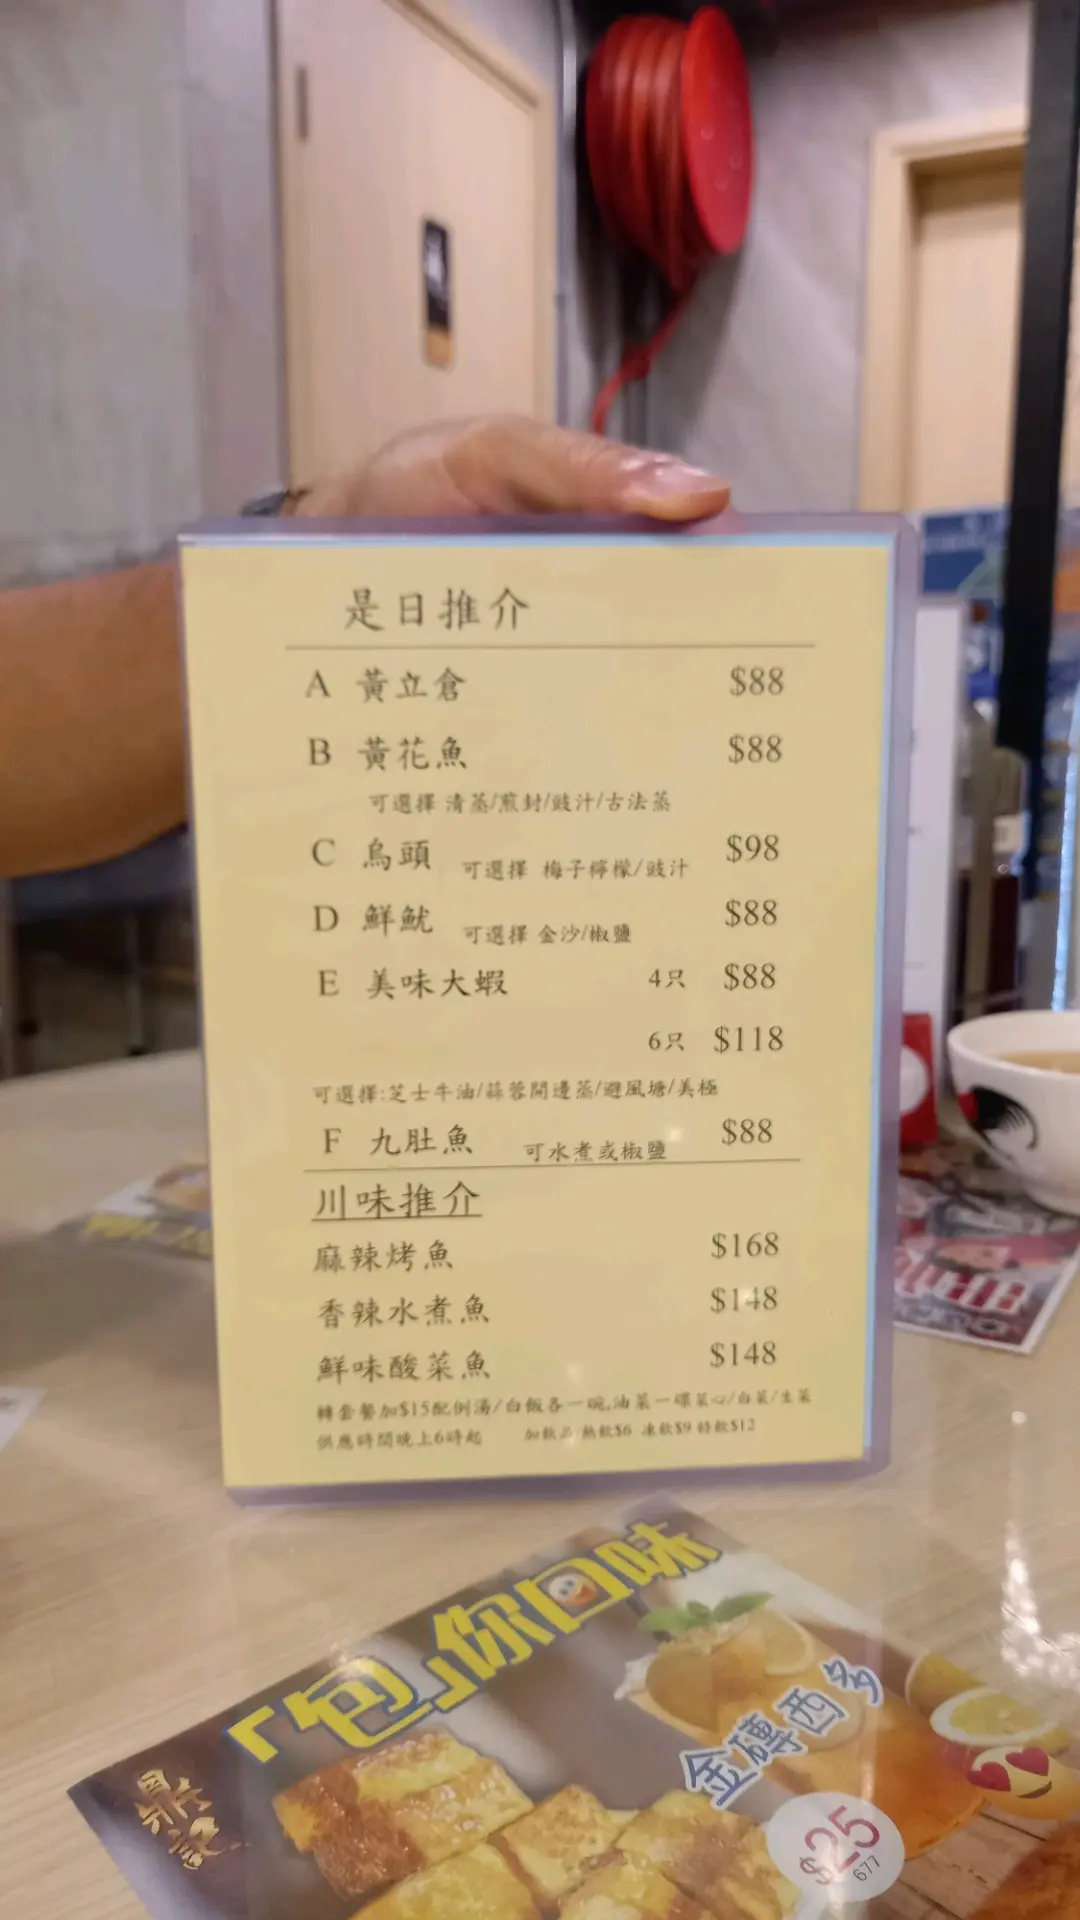 是日推介
A 黃立倉 $88
B 黃花魚 $88
可選擇 清蒸/煎封/豉汁/古法蒸
C 烏頭 可選擇 梅子檸檬/豉汁 $98
D 鮮魷 可選擇 金沙/椒鹽 $88
E 美味大蝦 4只 $88
6只 $118
可選擇:芝士牛油/蒜蓉開邊蒸/避風塘/美極
F 九肚魚 可水煮或椒鹽 $88
川味推介
麻辣烤魚 $168
香辣水煮魚 $148
鮮味酸菜魚 $148
轉套餐加$15配例湯/白飯各一碗,油菜一碟菜心/白菜/生菜
供應時間晚上6時起 加飲品 熱飲$6 凍飲$9 特飲$12
「包」你回味
金磚西多
$25
677